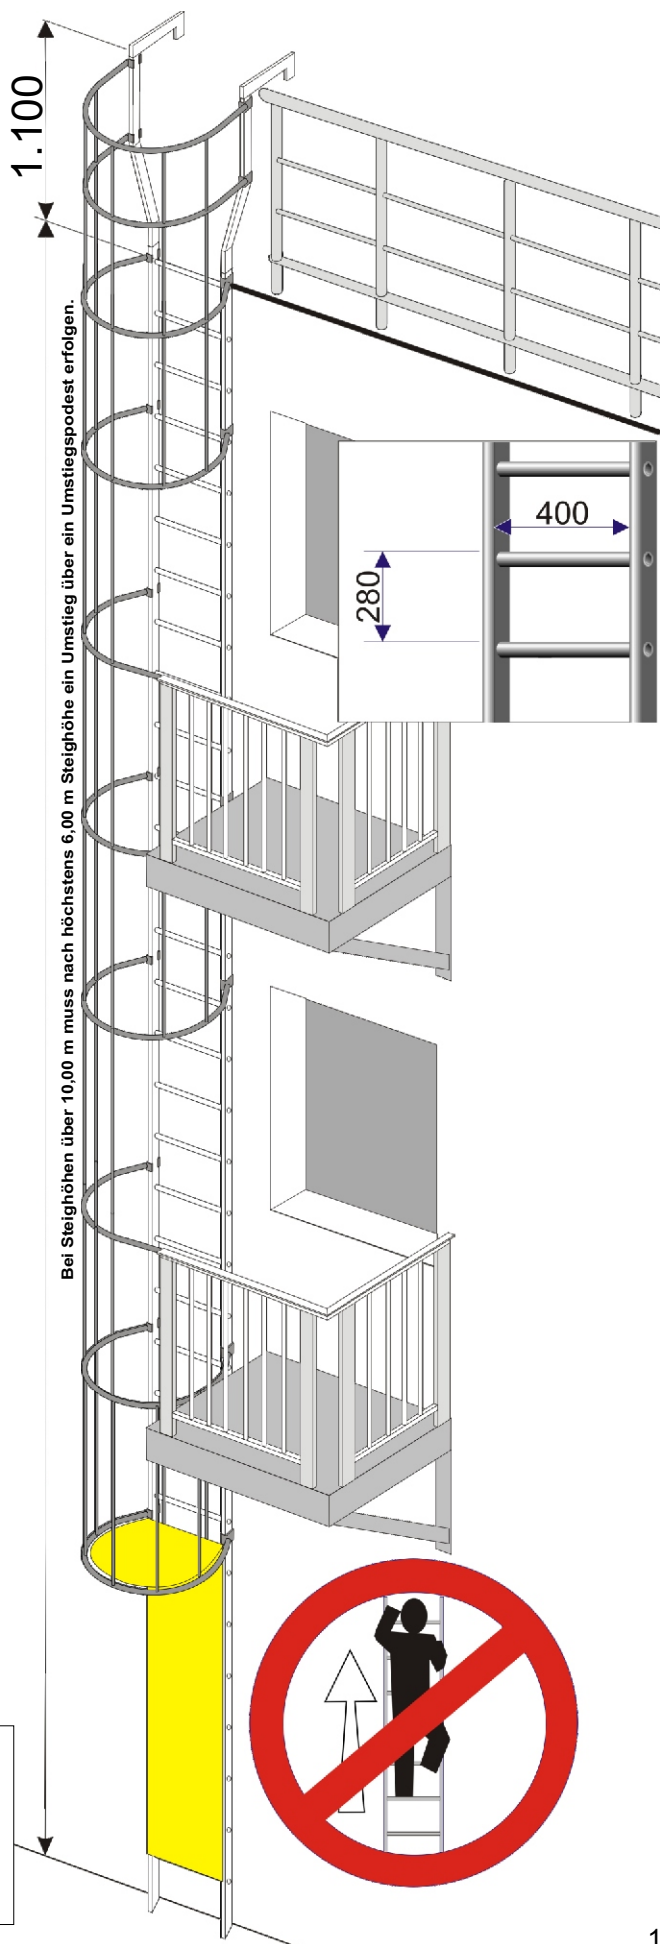 1.100
Bei Steighöhen über 10,00 m muss nach höchstens 6,00 m Steighöhe ein Umstieg über ein Umstiegspodest erfolgen.
400
280
1